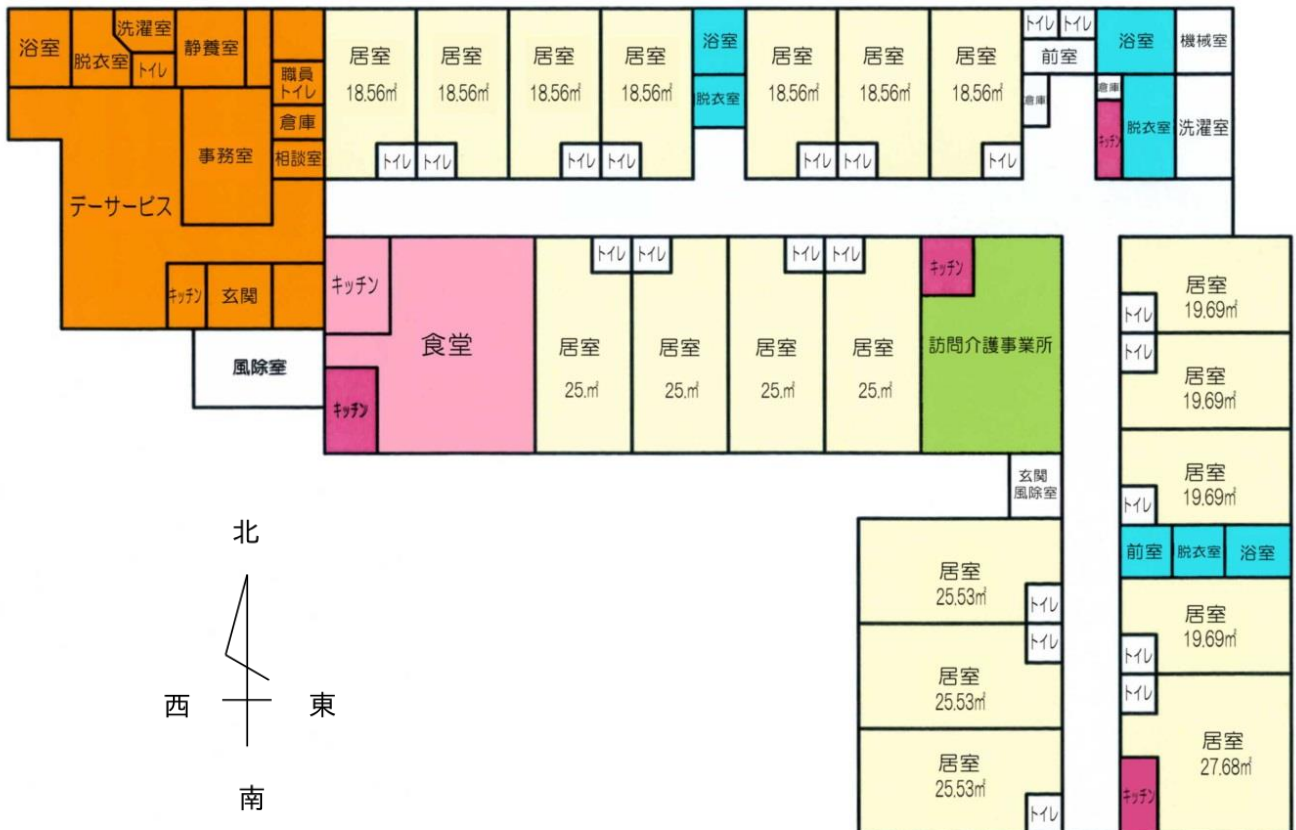 浴室
脱衣室
洗濯室
トイレ
静養室
職員
トイレ
倉庫
相談室
事務室
デーサービス
キッチン
玄関
風除室
居室
18.56㎡
トイレ
居室
18.56㎡
トイレ
居室
18.56㎡
トイレ
居室
18.56㎡
トイレ
浴室
脱衣室
居室
18.56㎡
トイレ
居室
18.56㎡
トイレ
居室
18.56㎡
トイレ
トイレ
トイレ
前室
倉庫
浴室
倉庫
キッチン
脱衣室
機械室
洗濯室
キッチン
食堂
キッチン
トイレ
居室
25.㎡
トイレ
居室
25.㎡
トイレ
居室
25.㎡
トイレ
居室
25.㎡
キッチン
訪問介護事業所
玄関
風除室
居室
19.69㎡
トイレ
トイレ
居室
19.69㎡
居室
19.69㎡
トイレ
前室
脱衣室
浴室
居室
19.69㎡
トイレ
トイレ
居室
27.68㎡
キッチン
居室
25.53㎡
トイレ
トイレ
居室
25.53㎡
居室
25.53㎡
トイレ
北
西
東
南